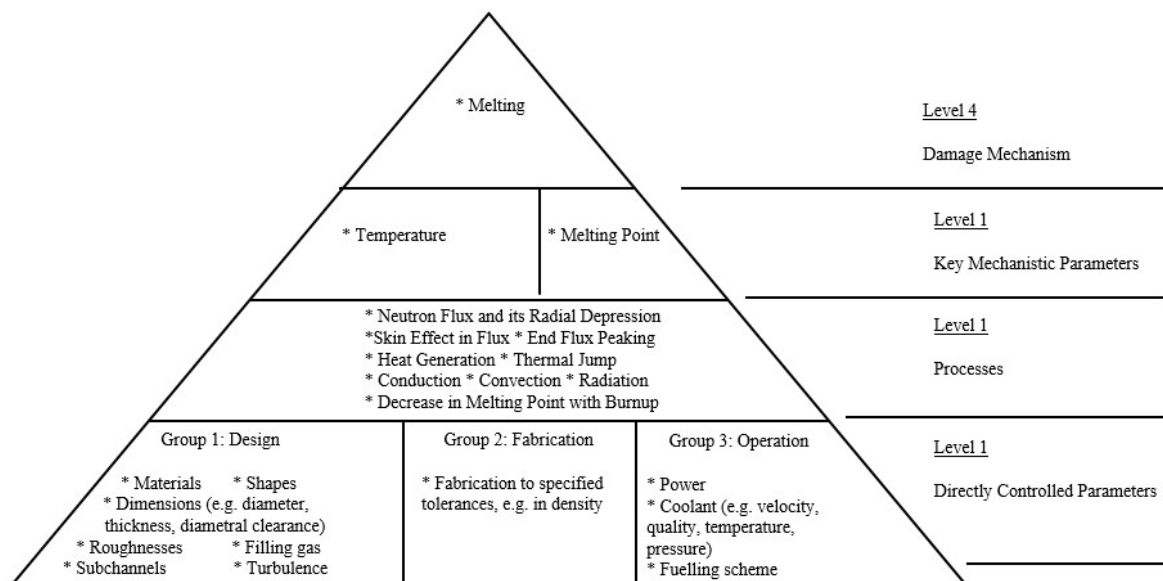 * Melting
Level 4
Damage Mechanism
* Temperature
* Melting Point
Level 1
Key Mechanistic Parameters
* Neutron Flux and its Radial Depression
*Skin Effect in Flux * End Flux Peaking
* Heat Generation * Thermal Jump
* Conduction * Convection * Radiation
* Decrease in Melting Point with Burnup
Level 1
Processes
Group 1: Design
* Materials * Shapes
* Dimensions (e.g. diameter,
thickness, diametral clearance)
* Roughnesses * Filling gas
* Subchannels * Turbulence
Group 2: Fabrication
* Fabrication to specified
tolerances, e.g. in density
Group 3: Operation
* Power
* Coolant (e.g. velocity,
quality, temperature,
pressure)
* Fuelling scheme
Level 1
Directly Controlled Parameters